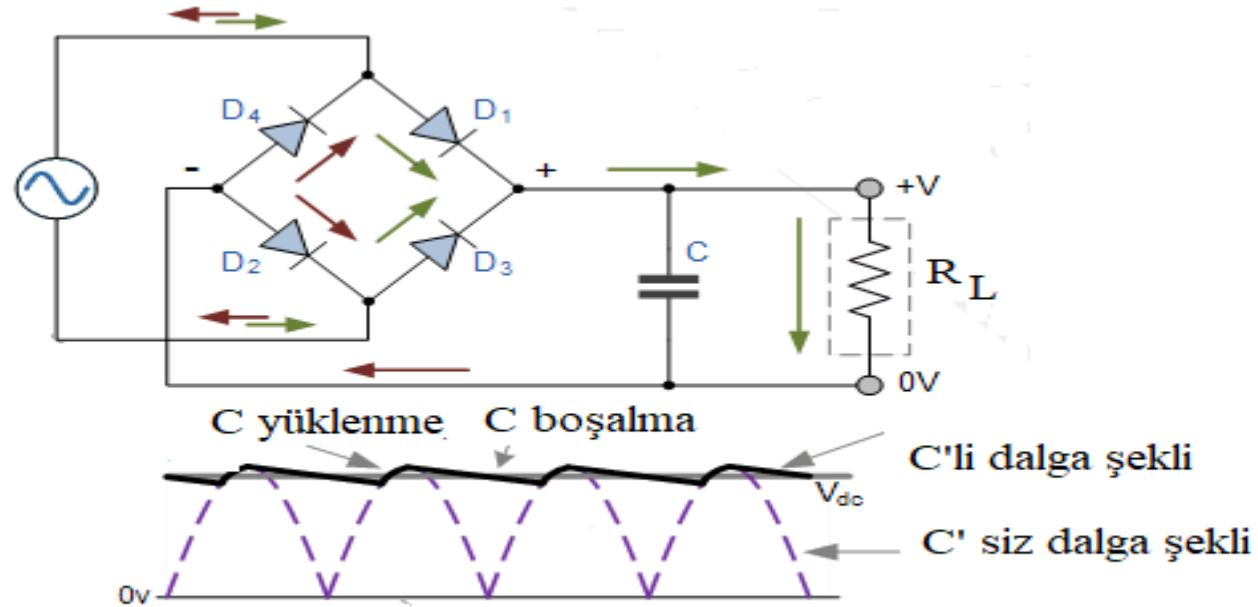 D4
D1
-
+
+V
D2
D3
C
RL
0V
C yüklenme
C boşalma
C'li dalga şekli
Vdc
C' siz dalga şekli
0v